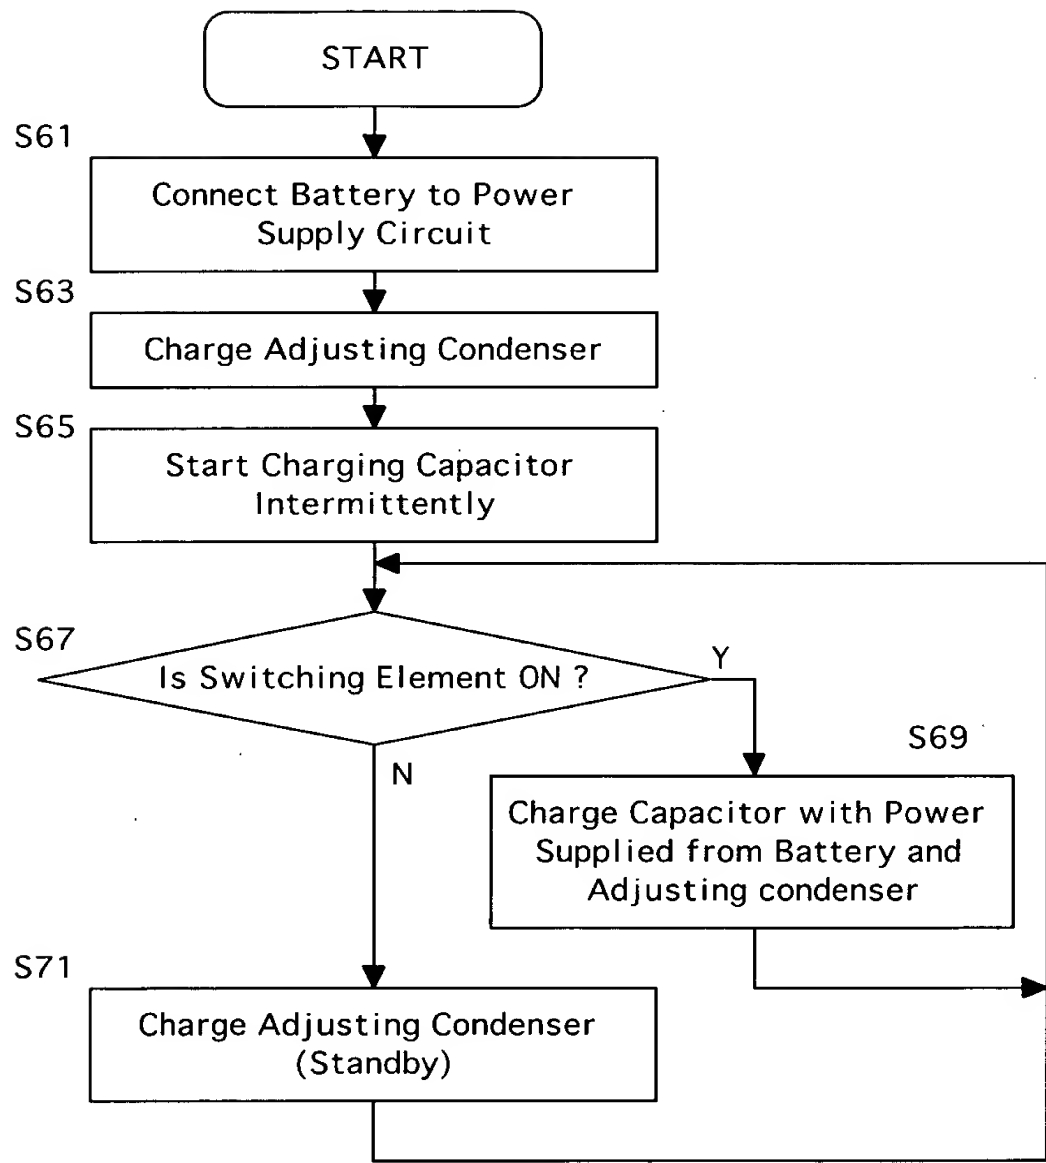 START
S61
Connect Battery to Power
Supply Circuit
S63
Charge Adjusting Condenser
S65
Start Charging Capacitor
Intermittently
S67
Is Switching Element ON ?
Y
N
S69
Charge Capacitor with Power
Supplied from Battery and
Adjusting condenser
S71
Charge Adjusting Condenser
(Standby)